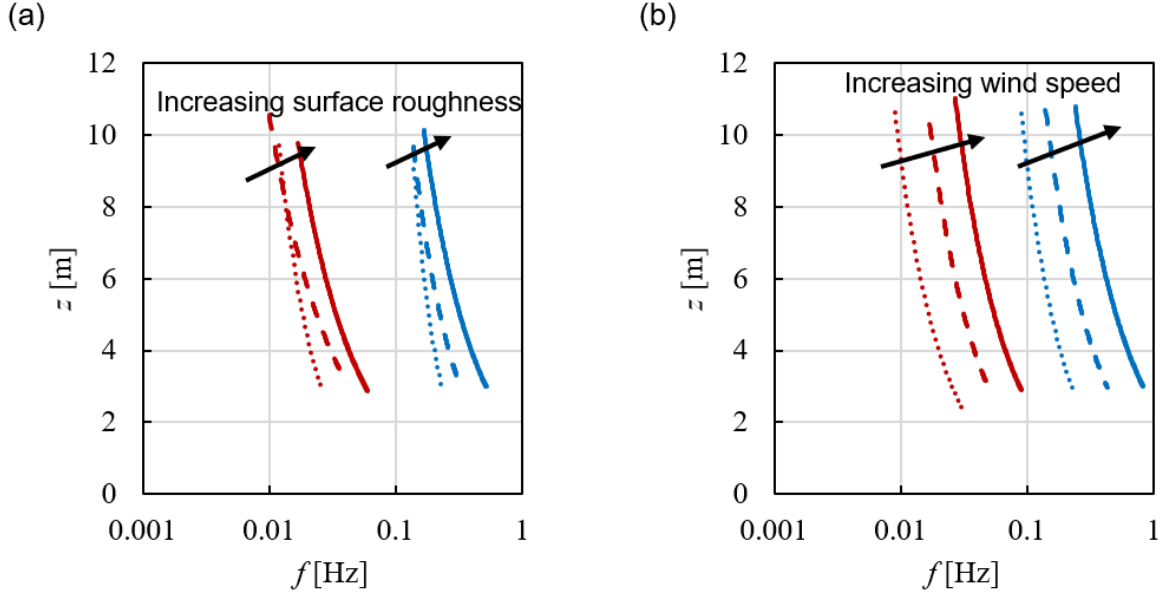 (a)
12
Increasing surface roughness
10
8
z [m]
6
4
2
0
0.001
0.01
0.1
1
f [Hz]
(b)
12
Increasing wind speed
10
8
z [m]
6
4
2
0
0.001
0.01
0.1
1
f [Hz]